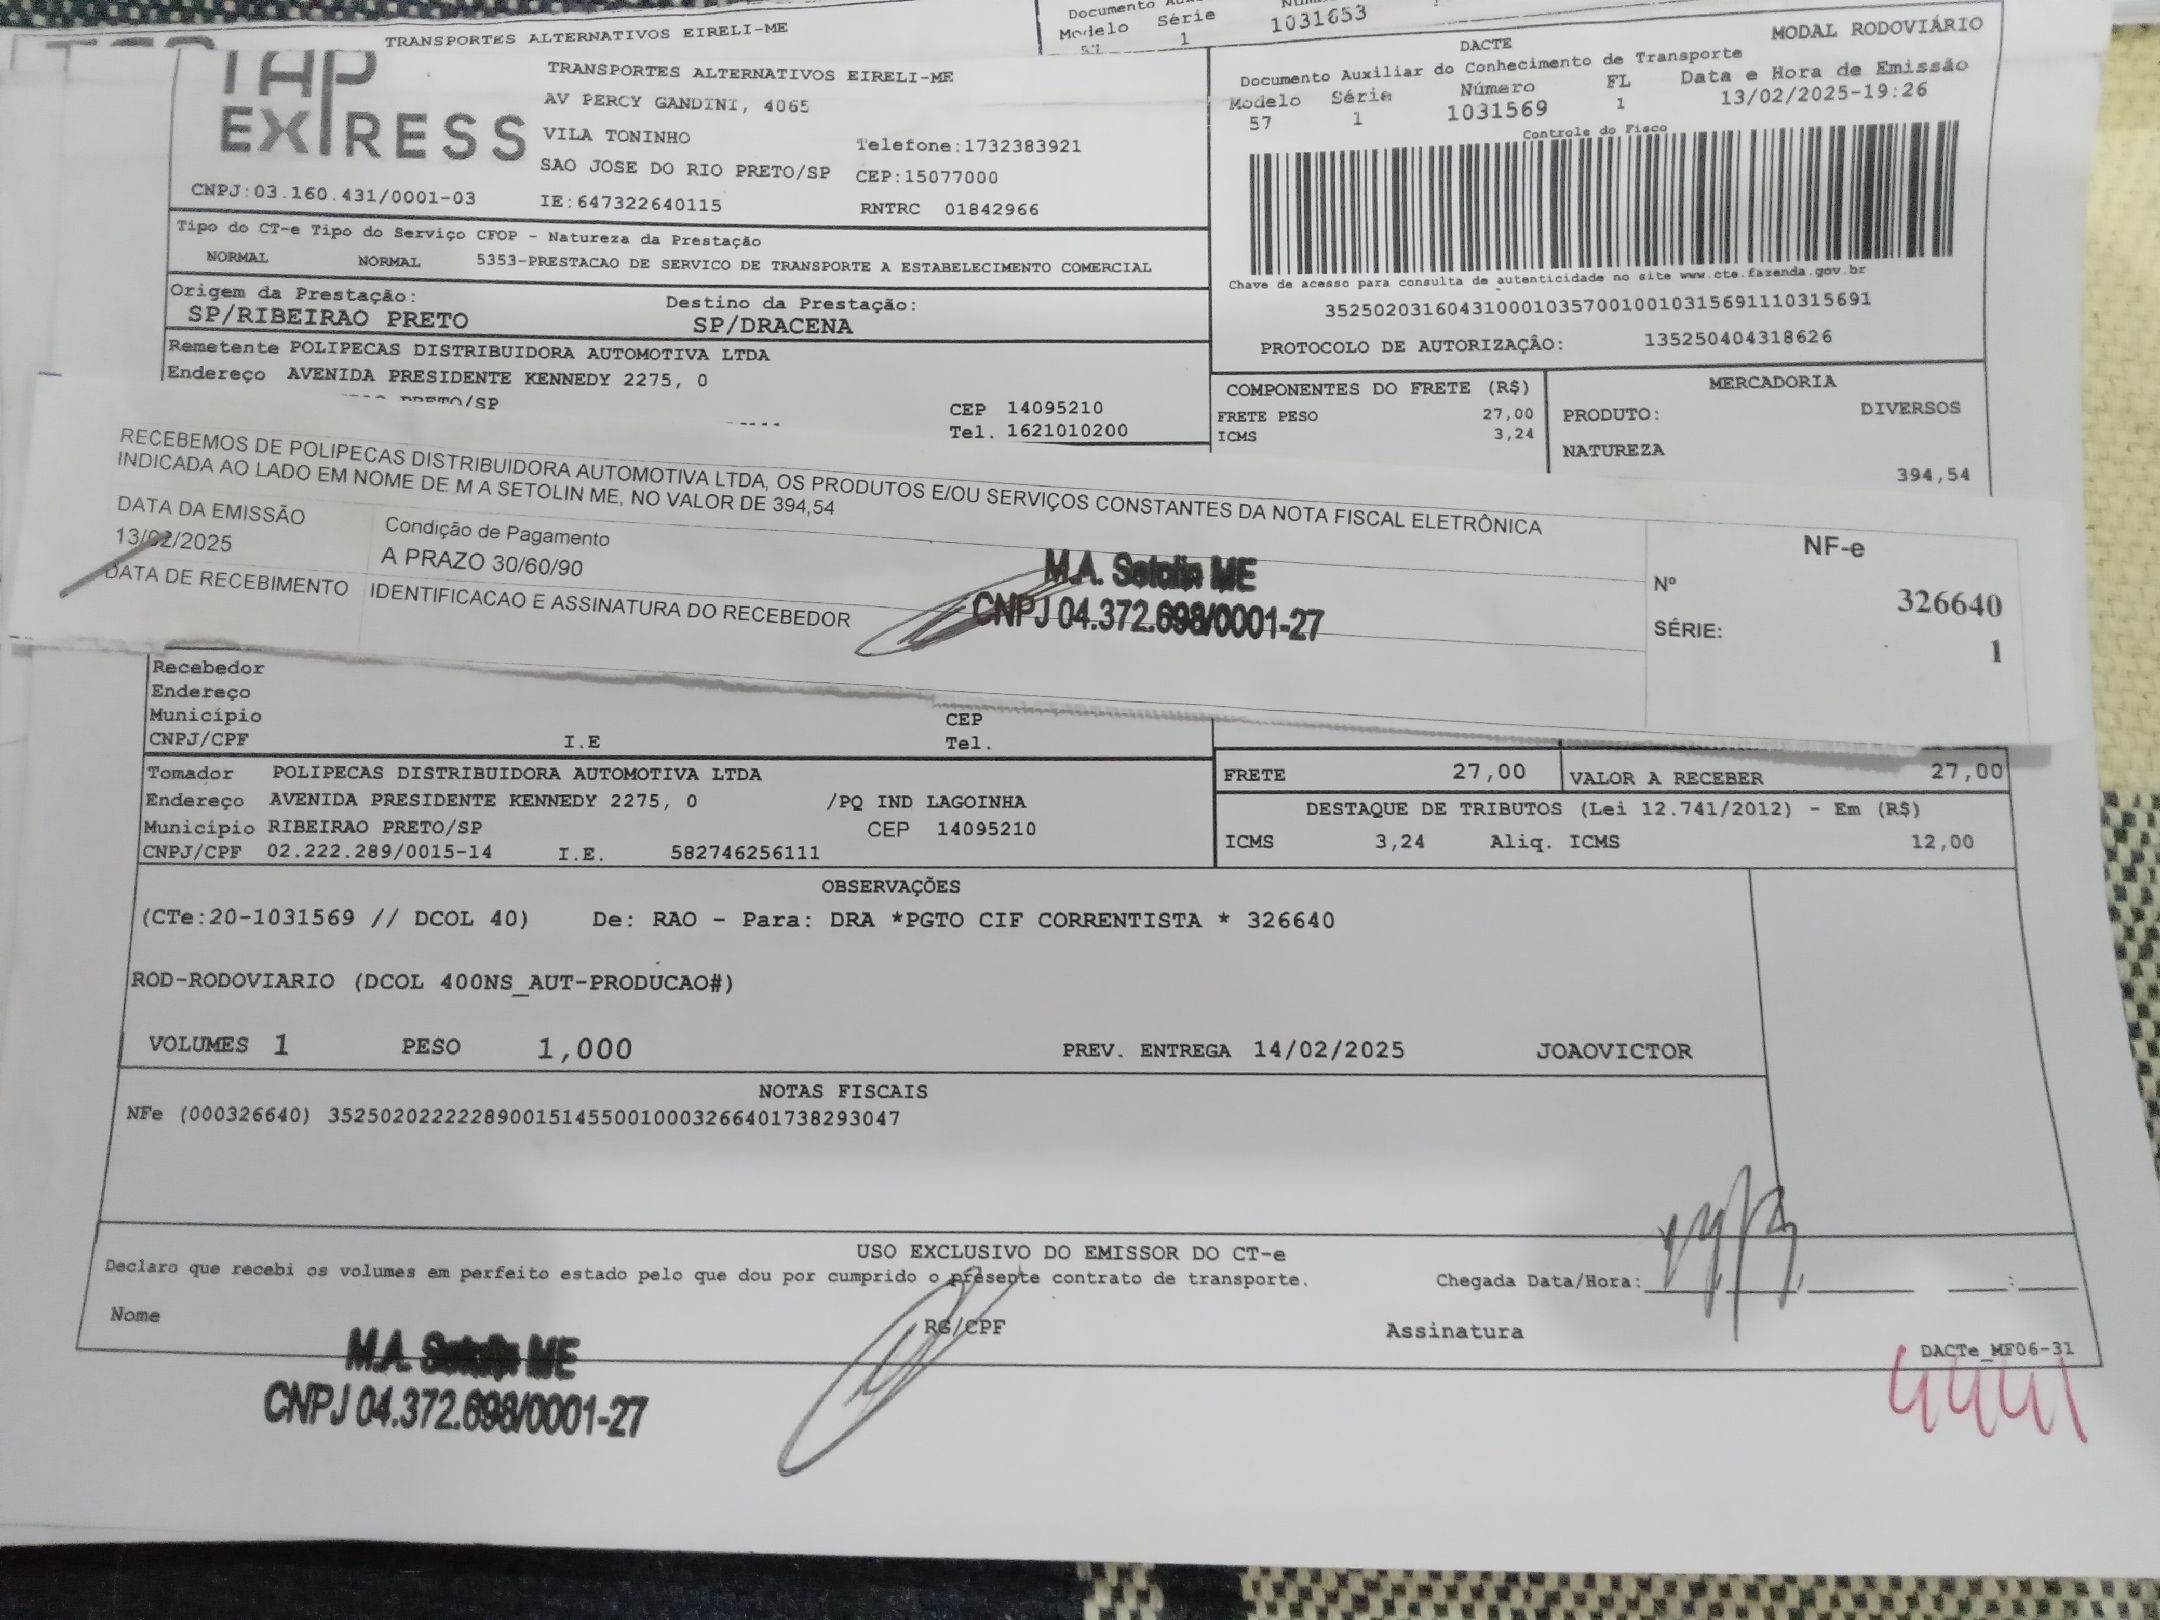 TRANSPORTES ALTERNATIVOS EIRELI-ME
Modelo Série
1 1031653
TAP
EXPRESS
TRANSPORTES ALTERNATIVOS EIRELI-ME
AV PERCY GANDINI, 4065
VILA TONINHO
Telefone:1732383921
SAO JOSE DO RIO PRETO/SP CEP:15077000
CNPJ:03.160.431/0001-03 IE:647322640115 RNTRC 01842966
DACTE MODAL RODOVIÁRIO
Documento Auxiliar do Conhecimento de Transporte
Modelo Série Número FL Data e Hora de Emissão
57 1 1031569 1 13/02/2025-19:26
Controle do Fisco
Chave de acesso para consulta de autenticidade no site www.cte.fazenda.gov.br
35250203160431000103570010010315691110315691
PROTOCOLO DE AUTORIZAÇÃO: 135250404318626
Tipo do CT-e Tipo do Serviço CFOP - Natureza da Prestação
NORMAL NORMAL 5353-PRESTACAO DE SERVICO DE TRANSPORTE A ESTABELECIMENTO COMERCIAL
Origem da Prestação: Destino da Prestação:
SP/RIBEIRAO PRETO SP/DRACENA
Remetente POLIPECAS DISTRIBUIDORA AUTOMOTIVA LTDA
Endereço AVENIDA PRESIDENTE KENNEDY 2275, 0
PRETO/SP CEP 14095210
Tel. 1621010200
COMPONENTES DO FRETE (R$)
FRETE PESO 27,00
ICMS 3,24
MERCADORIA
PRODUTO: DIVERSOS
NATUREZA
394,54
RECEBEMOS DE POLIPECAS DISTRIBUIDORA AUTOMOTIVA LTDA, OS PRODUTOS E/OU SERVIÇOS CONSTANTES DA NOTA FISCAL ELETRÔNICA
INDICADA AO LADO EM NOME DE M A SETOLIN ME, NO VALOR DE 394,54
DATA DA EMISSÃO Condição de Pagamento
13/02/2025 A PRAZO 30/60/90
DATA DE RECEBIMENTO IDENTIFICACAO E ASSINATURA DO RECEBEDOR
M.A. Setolin ME
CNPJ 04.372.698/0001-27
NF-e
Nº 326640
SÉRIE: 1
Recebedor
Endereço
Município CEP
CNPJ/CPF I.E Tel.
Tomador POLIPECAS DISTRIBUIDORA AUTOMOTIVA LTDA
Endereço AVENIDA PRESIDENTE KENNEDY 2275, 0 /PQ IND LAGOINHA
Município RIBEIRAO PRETO/SP CEP 14095210
CNPJ/CPF 02.222.289/0015-14 I.E. 582746256111
FRETE 27,00 VALOR A RECEBER 27,00
DESTAQUE DE TRIBUTOS (Lei 12.741/2012) - Em (R$)
ICMS 3,24 Aliq. ICMS 12,00
OBSERVAÇÕES
(CTe:20-1031569 // DCOL 40) De: RAO - Para: DRA *PGTO CIF CORRENTISTA * 326640
ROD-RODOVIARIO (DCOL 400NS_AUT-PRODUCAO#)
VOLUMES 1 PESO 1,000 PREV. ENTREGA 14/02/2025 JOAOVICTOR
NOTAS FISCAIS
NFe (000326640) 35250202222289001514550010003266401738293047
USO EXCLUSIVO DO EMISSOR DO CT-e
Declaro que recebi os volumes em perfeito estado pelo que dou por cumprido o presente contrato de transporte. Chegada Data/Hora:
Nome RG/CPF Assinatura
DACTe_MF06-31
M.A. Setolin ME
CNPJ 04.372.698/0001-27